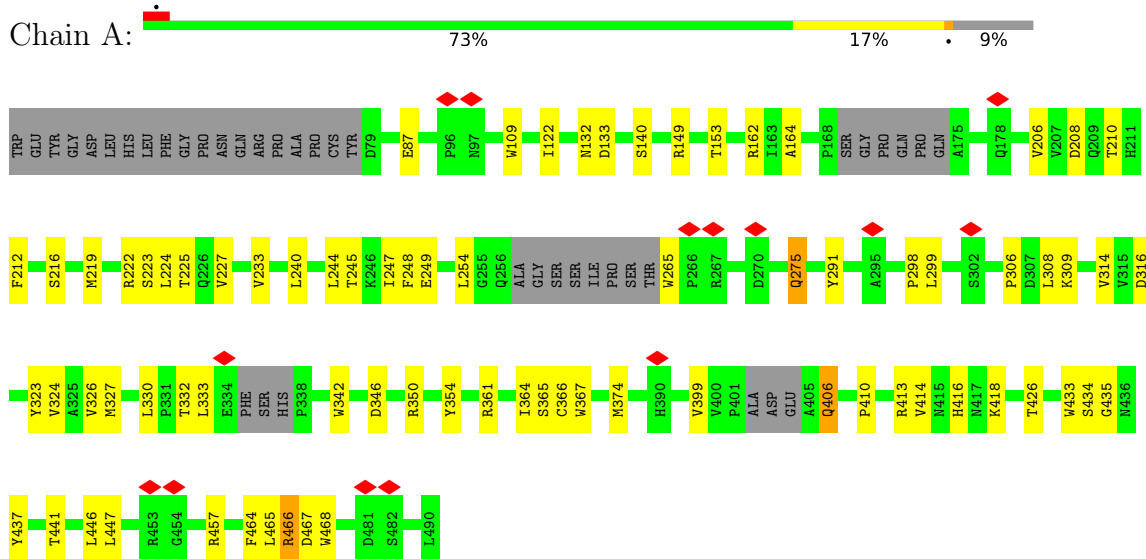 Chain A:
73% 17% • 9%
TRP GLU TYR GLY ASP LEU HIS LEU PHE GLY PRO ASN GLN ARG PRO ALA PRO CYS TYR D79 E87 P96 N97 W109 I122 N132 D133 S140 R149 T153 R162 I163 A164 P168 SER GLY PRO GLN PRO GLN A175 Q178 V206 V207 D208 Q209 T210 H211
F212 S216 M219 R222 S223 L224 T225 Q226 V227 V233 L240 L244 T245 K246 I247 F248 E249 L254 G255 Q256 ALA GLY SER SER ILE PRO SER THR W265 P266 R267 D270 Q275 Y291 A295 P298 L299 S302 P306 D307 L308 K309 V314 V315 D316
Y323 V324 A325 V326 M327 L330 P331 T332 L333 E334 PHE SER HIS P338 W342 D346 R350 Y354 R361 I364 S365 C366 W367 M374 H390 V399 V400 P401 ALA ASP GLU A405 Q406 P410 R413 V414 N415 H416 N417 K418 T426 W433 S434 G435 N436
Y437 T441 L446 L447 R453 G454 R457 F464 L465 R466 D467 W468 D481 S482 L490